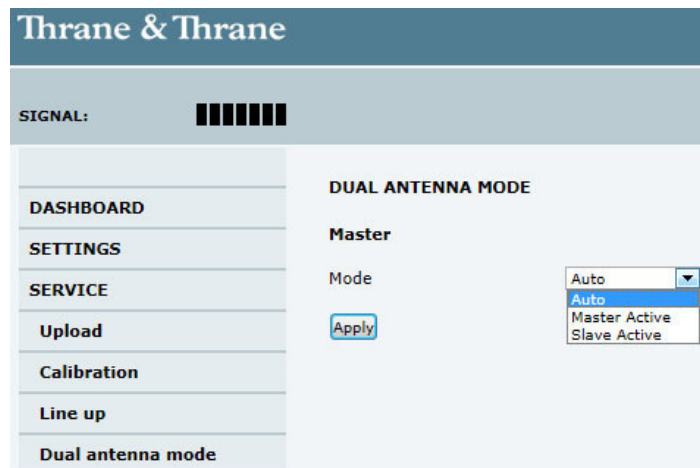 Thrane & Thrane
SIGNAL:
DASHBOARD
SETTINGS
SERVICE
Upload
Calibration
Line up
Dual antenna mode
DUAL ANTENNA MODE
Master
Mode Auto
Auto
Master Active
Slave Active
Apply